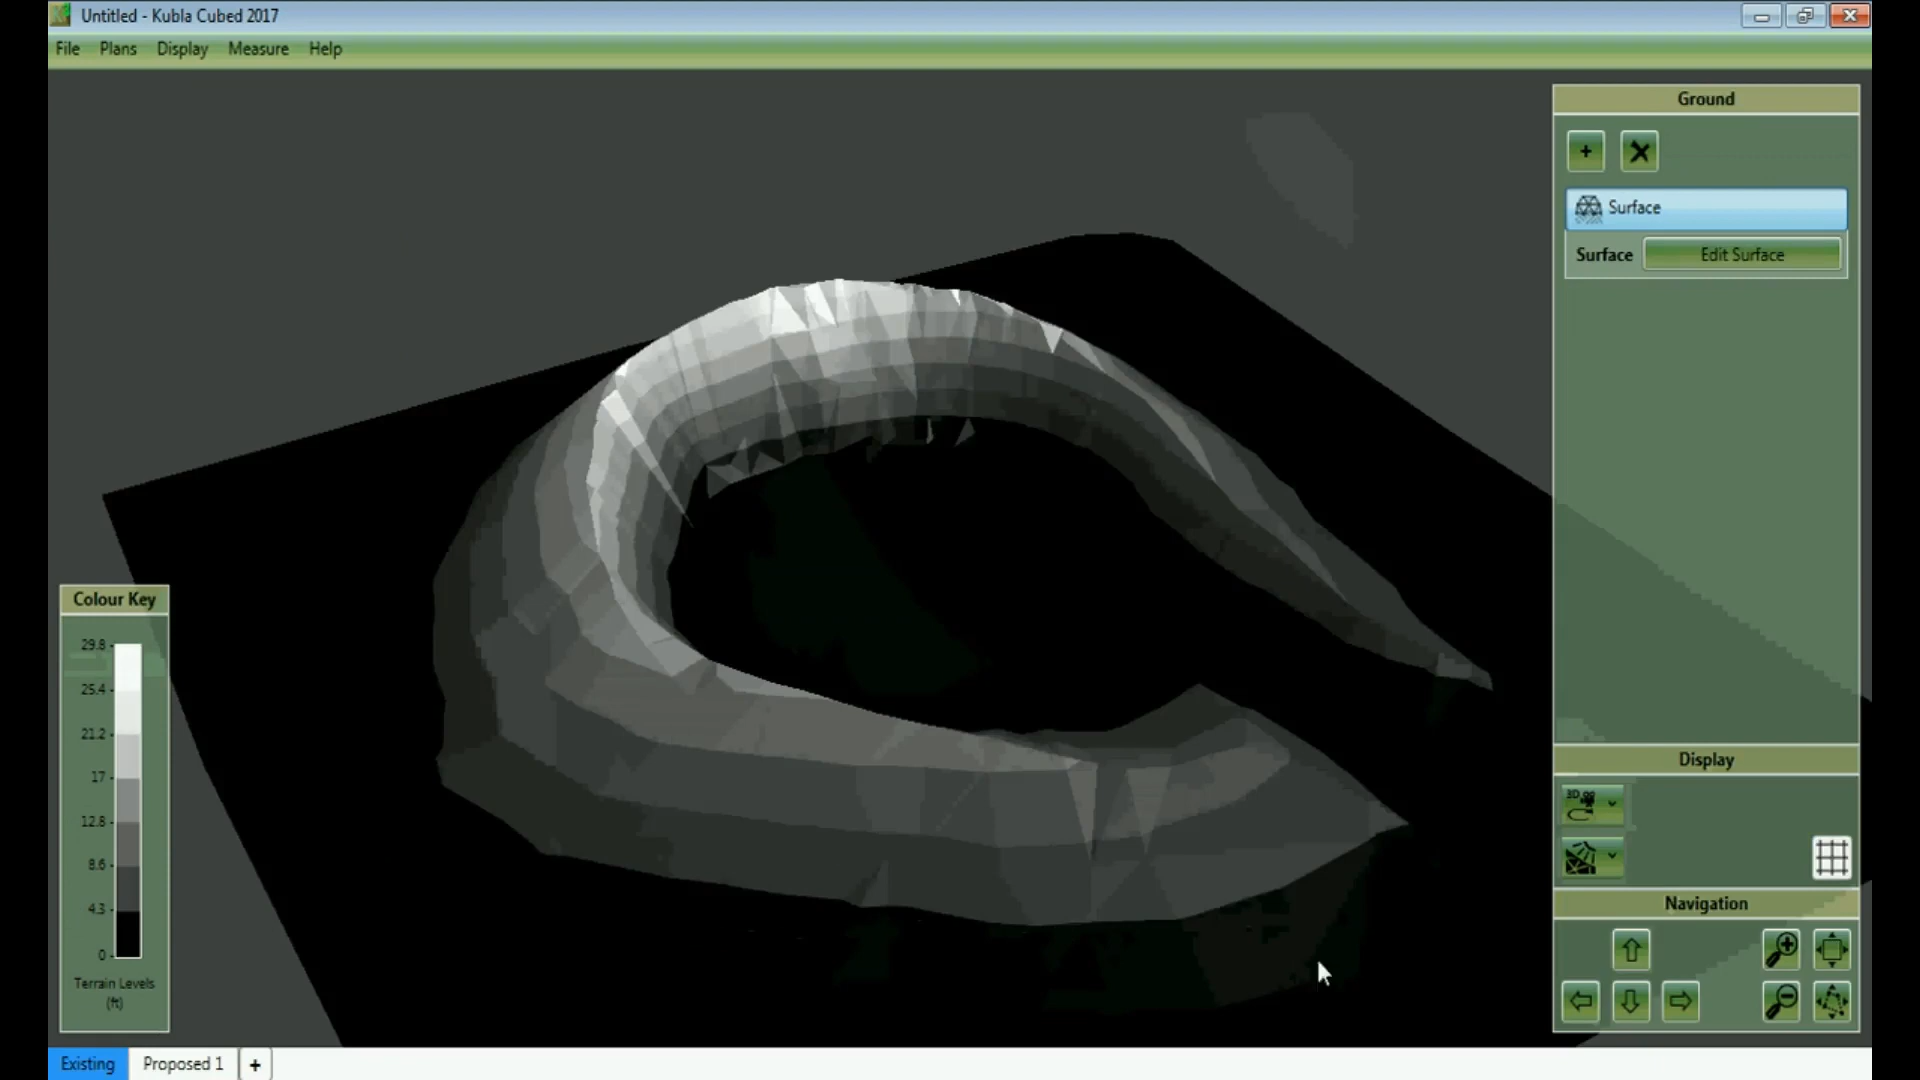 Untitled - Kubla Cubed 2017
File Plans Display Measure Help
Ground
+
Surface
Surface Edit Surface
Colour Key
29.8
25.4
21.2
17
12.8
8.6
4.3
0
Terrain Levels
(ft)
Display
3D
Navigation
Existing Proposed 1 +